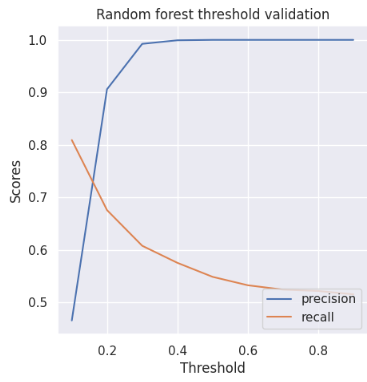 Random forest threshold validation
1.0
0.9
0.8
0.7
0.6
0.5
Scores
0.2 0.4 0.6 0.8
Threshold
precision
recall